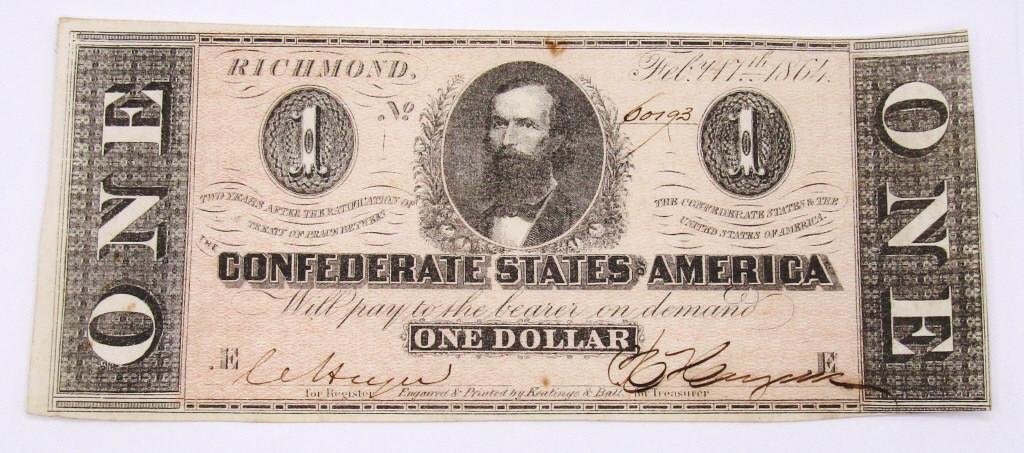 ONE
RICHMOND. Feby 17th 1864.
1 No 60193 1
TWO YEARS AFTER THE RATIFICATION OF THE CONFEDERATE STATES & THE
TREATY OF PEACE BETWEEN UNITED STATES OF AMERICA.
THE
CONFEDERATE STATES OF AMERICA
Will pay to the bearer on demand
ONE DOLLAR
E E
for Register Engraved & Printed by Keatinge & Ball for Treasurer
ONE